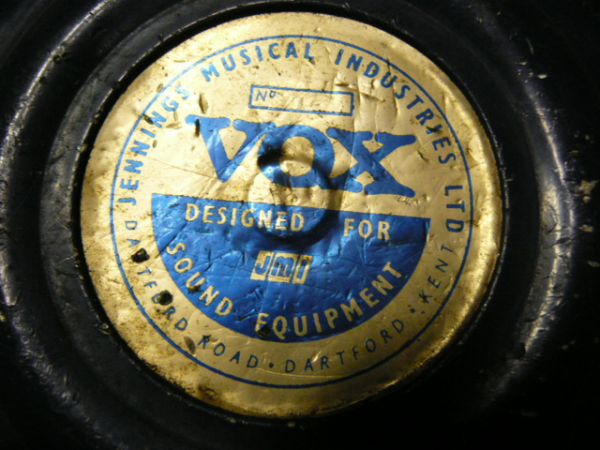 JENNINGS MUSICAL INDUSTRIES LTD
Nº
VOX
DESIGNED FOR
JMI
SOUND EQUIPMENT
DARTFORD ROAD · DARTFORD · KENT